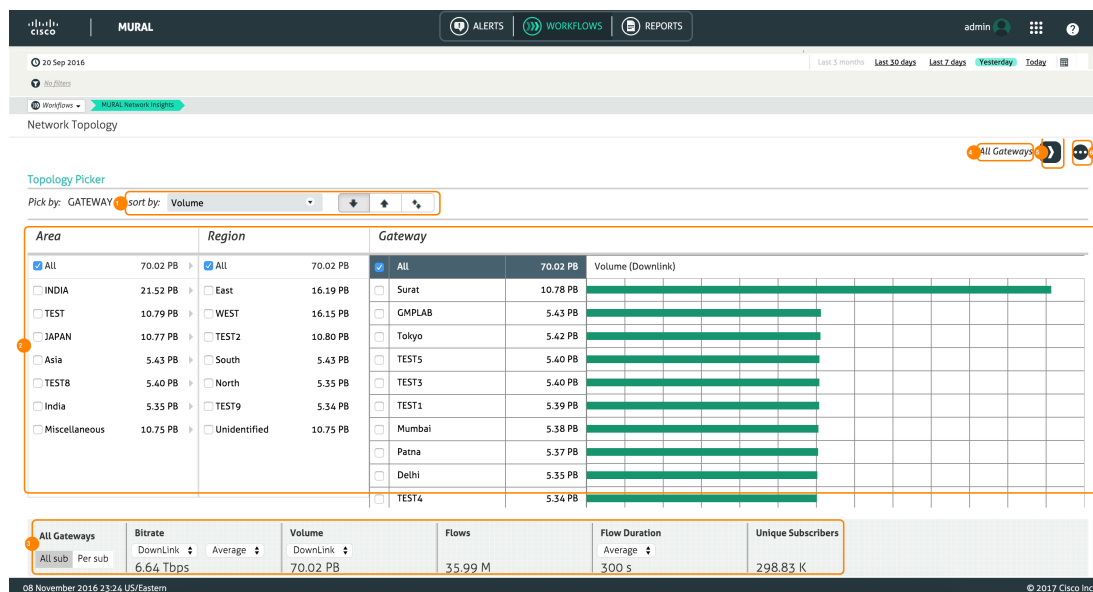 CISCO MURAL ALERTS WORKFLOWS REPORTS admin ?
20 Sep 2016 Last 3 months Last 30 days Last 7 days Yesterday Today
No filters
Workflows MURAL Network Insights
Network Topology
4 All Gateways 5
Topology Picker
Pick by: GATEWAY 1 sort by: Volume
Area Region Gateway
All 70.02 PB All 70.02 PB All 70.02 PB Volume (Downlink)
INDIA 21.52 PB East 16.19 PB Surat 10.78 PB
TEST 10.79 PB WEST 16.15 PB GMPLAB 5.43 PB
2 JAPAN 10.77 PB TEST2 10.80 PB Tokyo 5.42 PB
Asia 5.43 PB South 5.43 PB TEST5 5.40 PB
TEST8 5.40 PB North 5.35 PB TEST3 5.40 PB
India 5.35 PB TEST9 5.34 PB TEST1 5.39 PB
Miscellaneous 10.75 PB Unidentified 10.75 PB Mumbai 5.38 PB
Patna 5.37 PB
Delhi 5.35 PB
TEST4 5.34 PB
3 All Gateways Bitrate Volume Flows Flow Duration Unique Subscribers
All sub Per sub DownLink Average DownLink Average
6.64 Tbps 70.02 PB 35.99 M 300 s 298.83 K
08 November 2016 23:24 US/Eastern © 2017 Cisco Inc